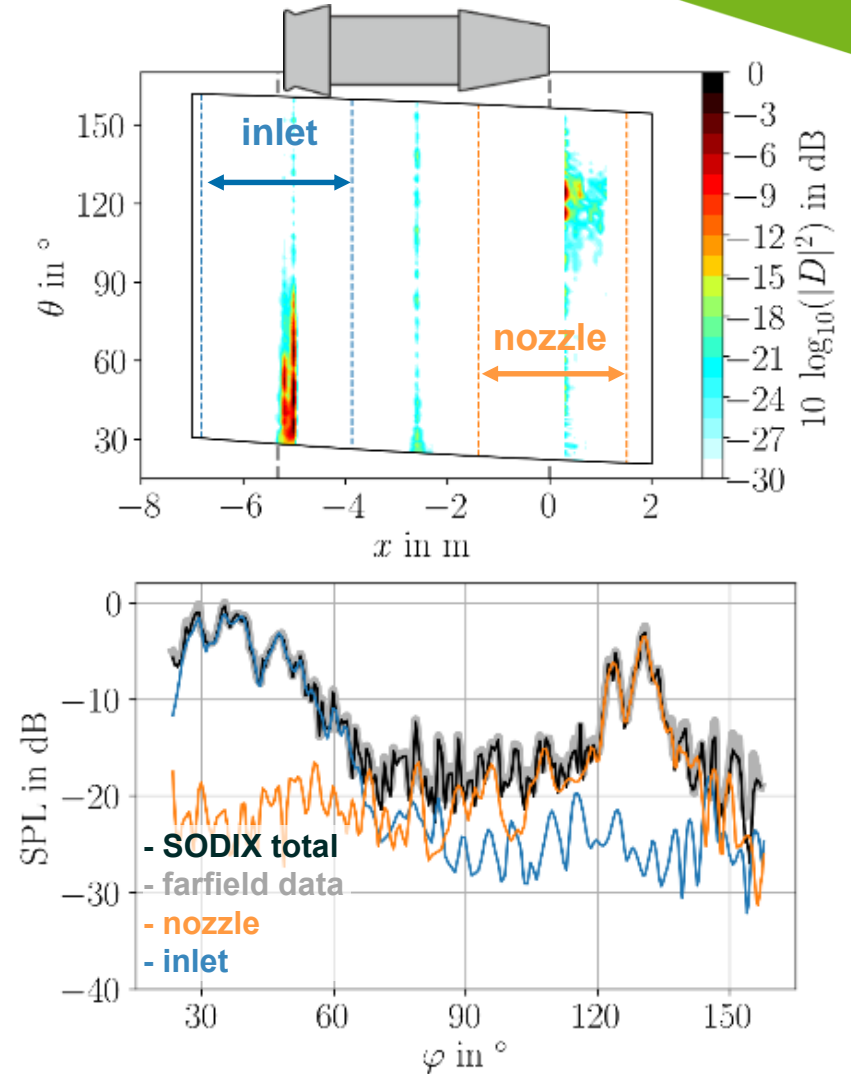 150
120
90
60
30
θ in °
inlet
nozzle
−8
−6
−4
−2
0
2
x in m
0
−3
−6
−9
−12
−15
−18
−21
−24
−27
−30
10 log₁₀(|D|²) in dB
0
−10
−20
−30
−40
SPL in dB
- SODIX total
- farfield data
- nozzle
- inlet
30
60
90
120
150
φ in °